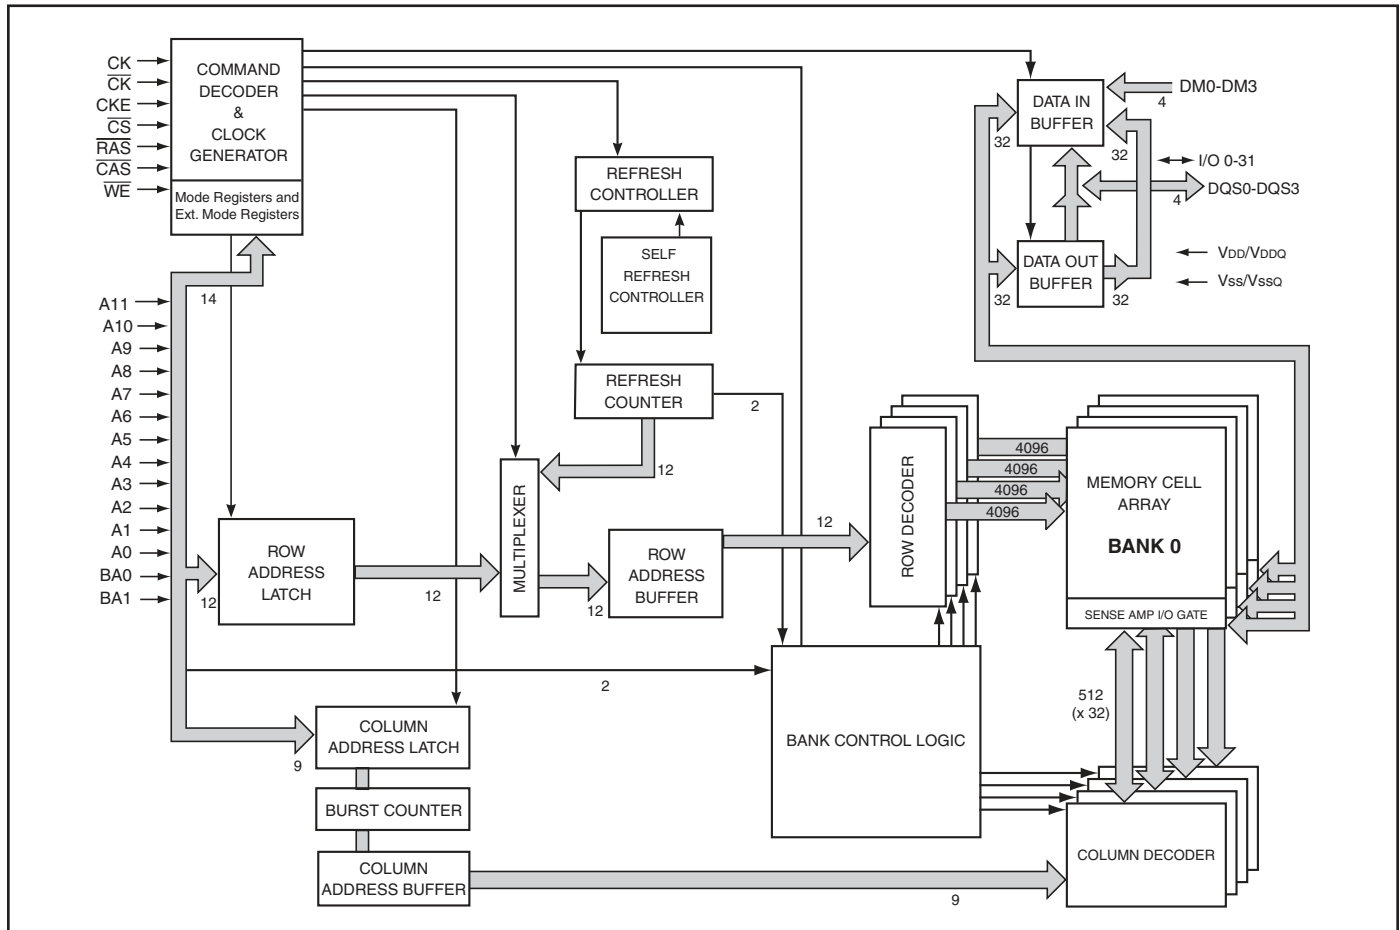 CK
C̅K̅
CKE
C̅S̅
R̅A̅S̅
C̅A̅S̅
W̅E̅
COMMAND
DECODER
&
CLOCK
GENERATOR
Mode Registers and
Ext. Mode Registers
14
A11
A10
A9
A8
A7
A6
A5
A4
A3
A2
A1
A0
BA0
BA1
12
ROW
ADDRESS
LATCH
12
MULTIPLEXER
12
REFRESH
CONTROLLER
SELF
REFRESH
CONTROLLER
REFRESH
COUNTER
2
12
ROW
ADDRESS
BUFFER
12
2
9
COLUMN
ADDRESS LATCH
BURST COUNTER
COLUMN
ADDRESS BUFFER
9
BANK CONTROL LOGIC
ROW DECODER
4096
4096
4096
4096
MEMORY CELL
ARRAY
BANK 0
SENSE AMP I/O GATE
512
(x 32)
COLUMN DECODER
DATA IN
BUFFER
32
32
4
DM0-DM3
I/O 0-31
DQS0-DQS3
4
DATA OUT
BUFFER
32
32
VDD/VDDQ
Vss/VssQ